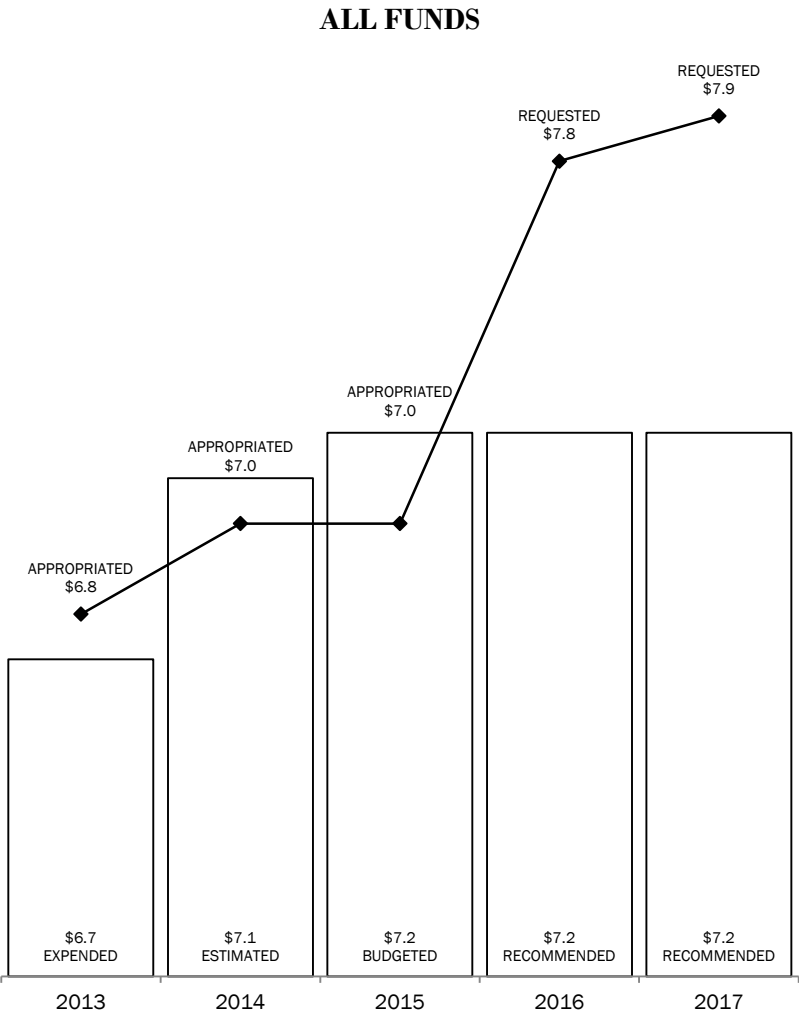 ALL FUNDS
REQUESTED
$7.9
REQUESTED
$7.8
APPROPRIATED
$7.0
APPROPRIATED
$7.0
APPROPRIATED
$6.8
$6.7
EXPENDED
$7.1
ESTIMATED
$7.2
BUDGETED
$7.2
RECOMMENDED
$7.2
RECOMMENDED
2013
2014
2015
2016
2017